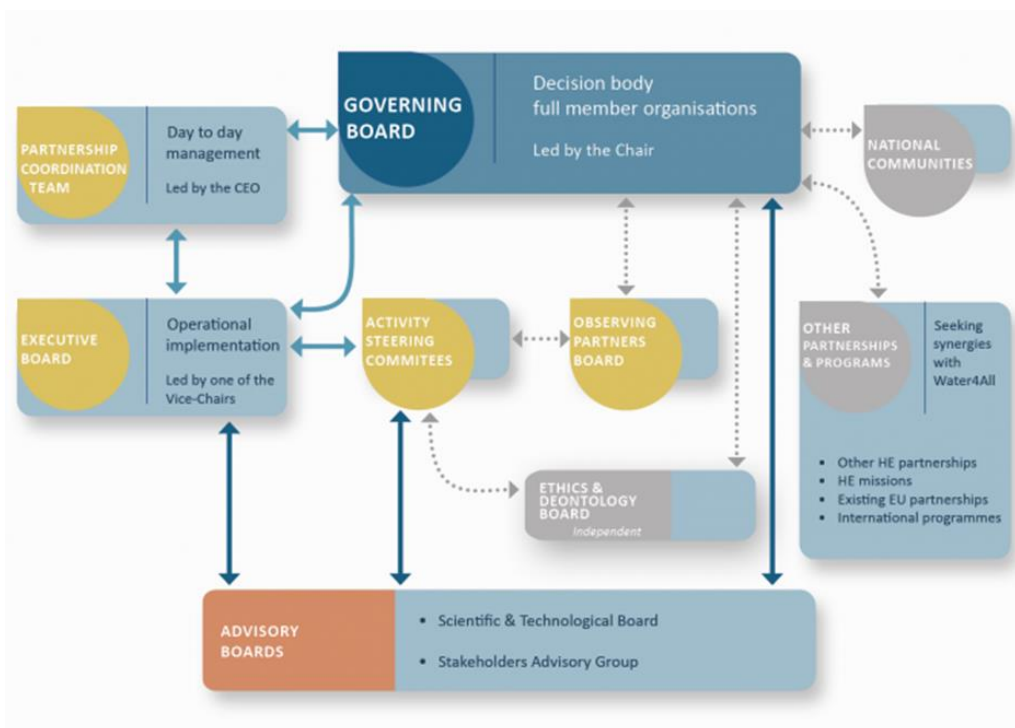 GOVERNING
BOARD
Decision body
full member organisations
Led by the Chair
PARTNERSHIP
COORDINATION
TEAM
Day to day
management
Led by the CEO
NATIONAL
COMMUNITIES
EXECUTIVE
BOARD
Operational
implementation
Led by one of the
Vice-Chairs
ACTIVITY
STEERING
COMMITEES
OBSERVING
PARTNERS
BOARD
OTHER
PARTNERSHIPS
& PROGRAMS
Seeking
synergies
with
Water4All
• Other HE partnerships
• HE missions
• Existing EU partnerships
• International programmes
ETHICS &
DEONTOLOGY
BOARD
Independent
ADVISORY
BOARDS
• Scientific & Technological Board
• Stakeholders Advisory Group